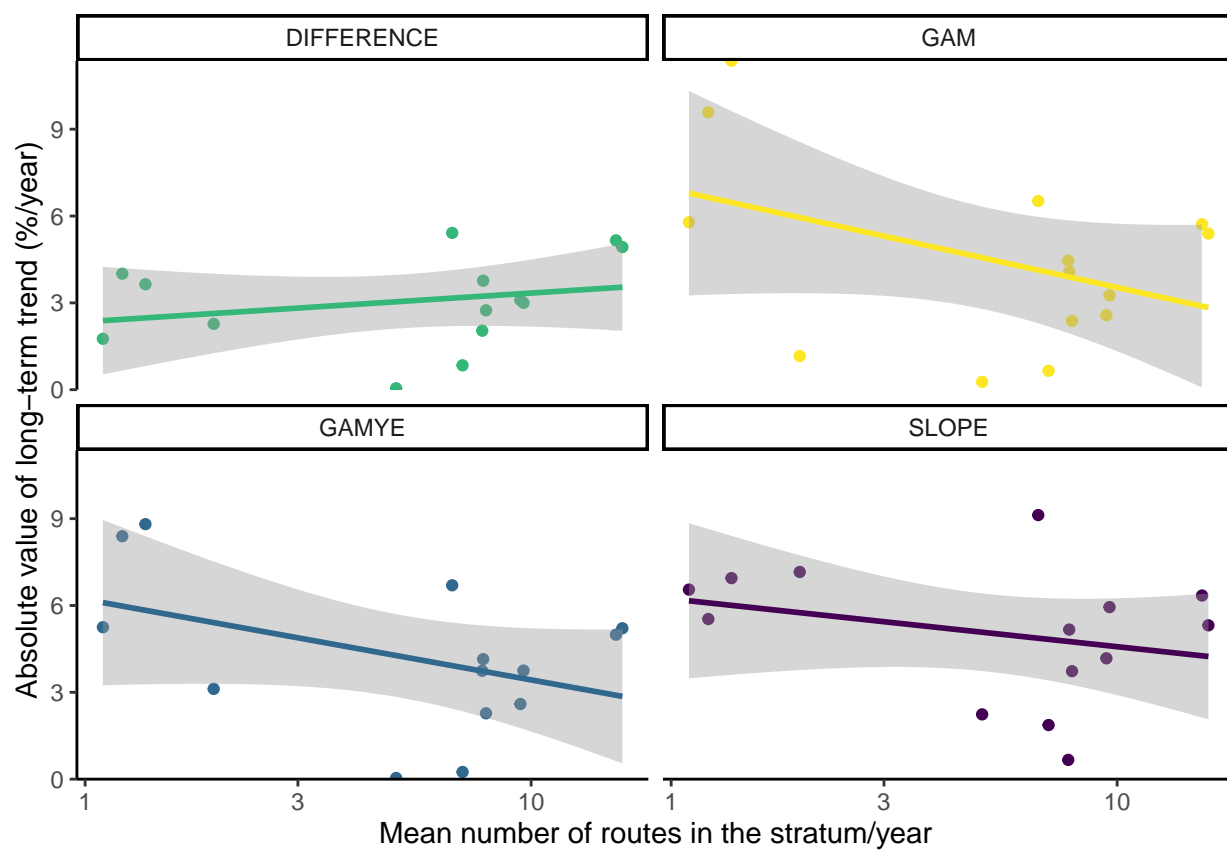 DIFFERENCE
GAM
9
6
3
0
GAMYE
SLOPE
9
6
3
0
1
3
10
1
3
10
Absolute value of long−term trend (%/year)
Mean number of routes in the stratum/year